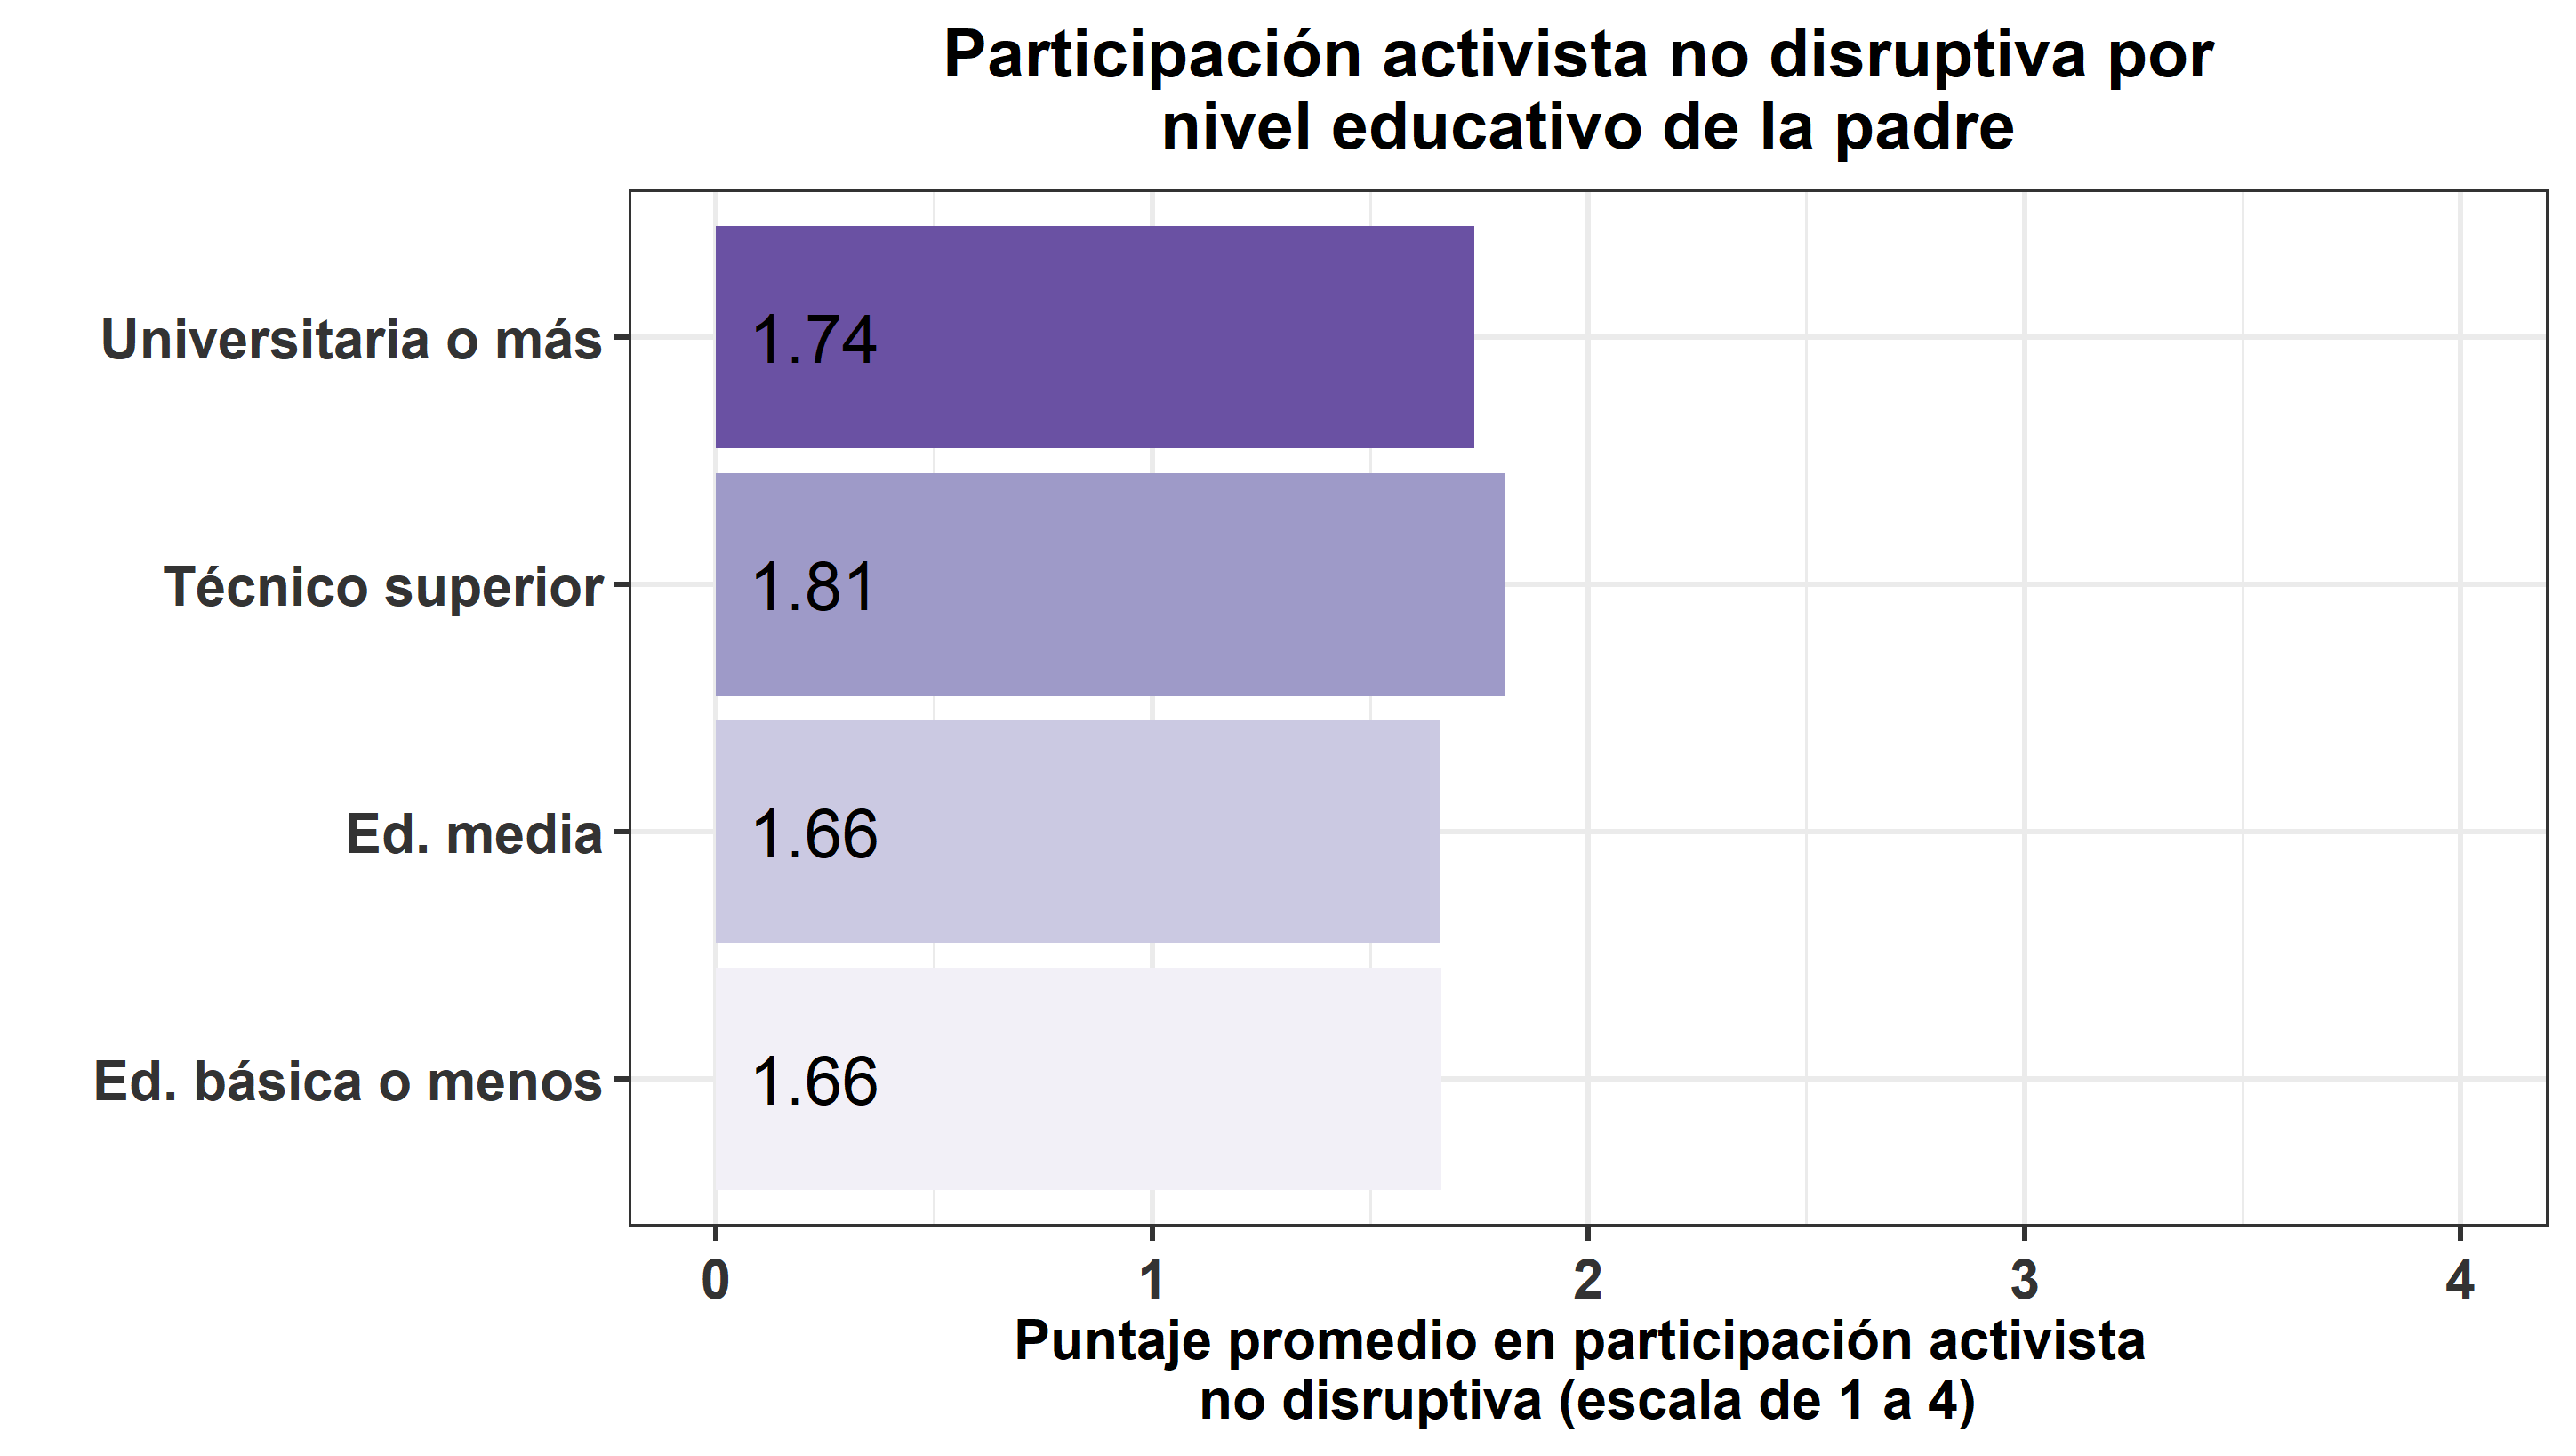 Participación activista no disruptiva por
nivel educativo de la padre
Universitaria o más
1.74
Técnico superior
1.81
Ed. media
1.66
Ed. básica o menos
1.66
0 1 2 3 4
Puntaje promedio en participación activista
no disruptiva (escala de 1 a 4)